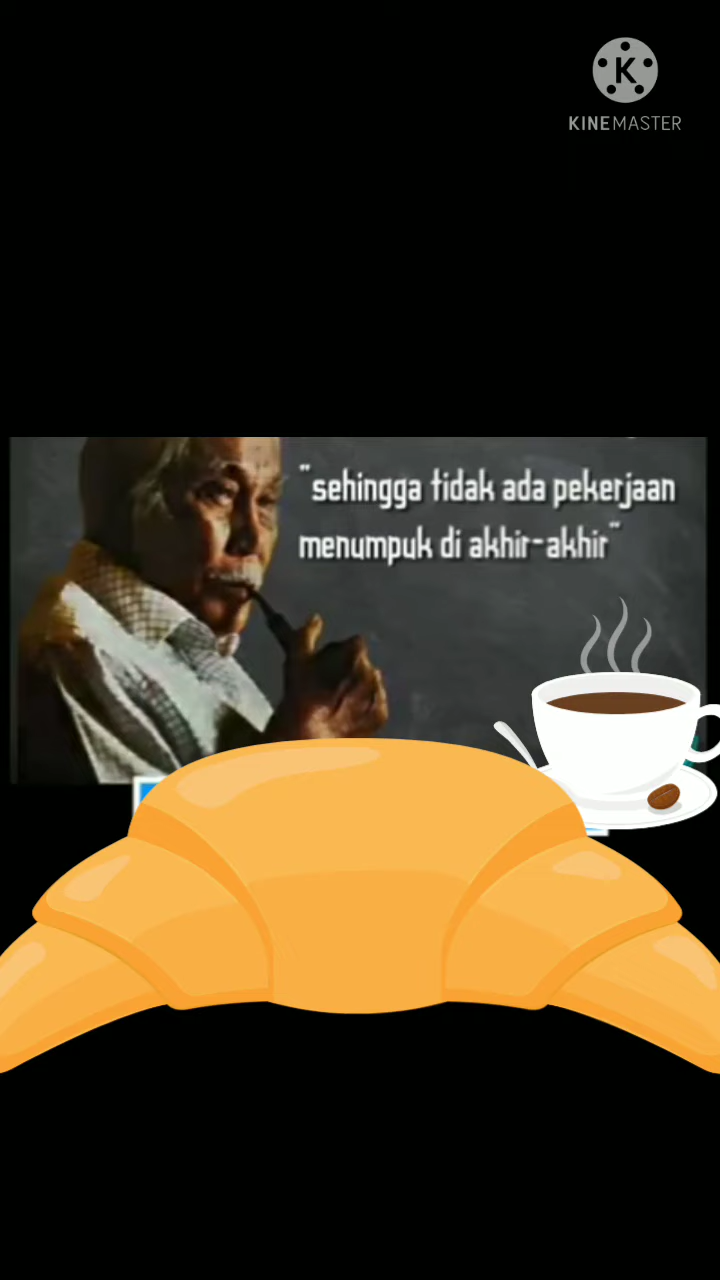 K
KINEMASTER
"sehingga tidak ada pekerjaan
menumpuk di akhir-akhir"